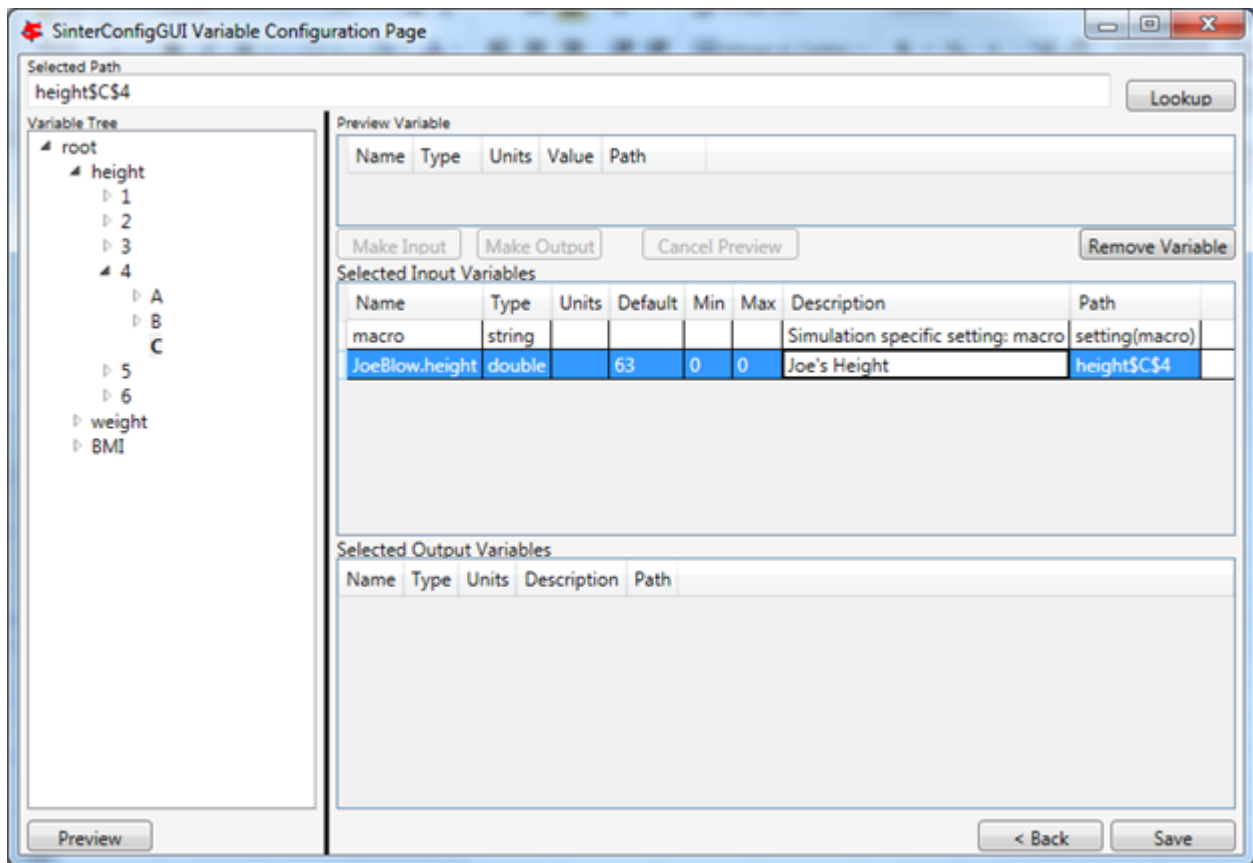 SinterConfigGUI Variable Configuration Page
Selected Path
height$C$4
Lookup
Variable Tree
root
height
1
2
3
4
A
B
C
5
6
weight
BMI
Preview
Preview Variable
Name Type Units Value Path
Make Input Make Output Cancel Preview Remove Variable
Selected Input Variables
Name Type Units Default Min Max Description Path
macro string Simulation specific setting: macro setting(macro)
JoeBlow.height double 63 0 0 Joe's Height height$C$4
Selected Output Variables
Name Type Units Description Path
< Back Save